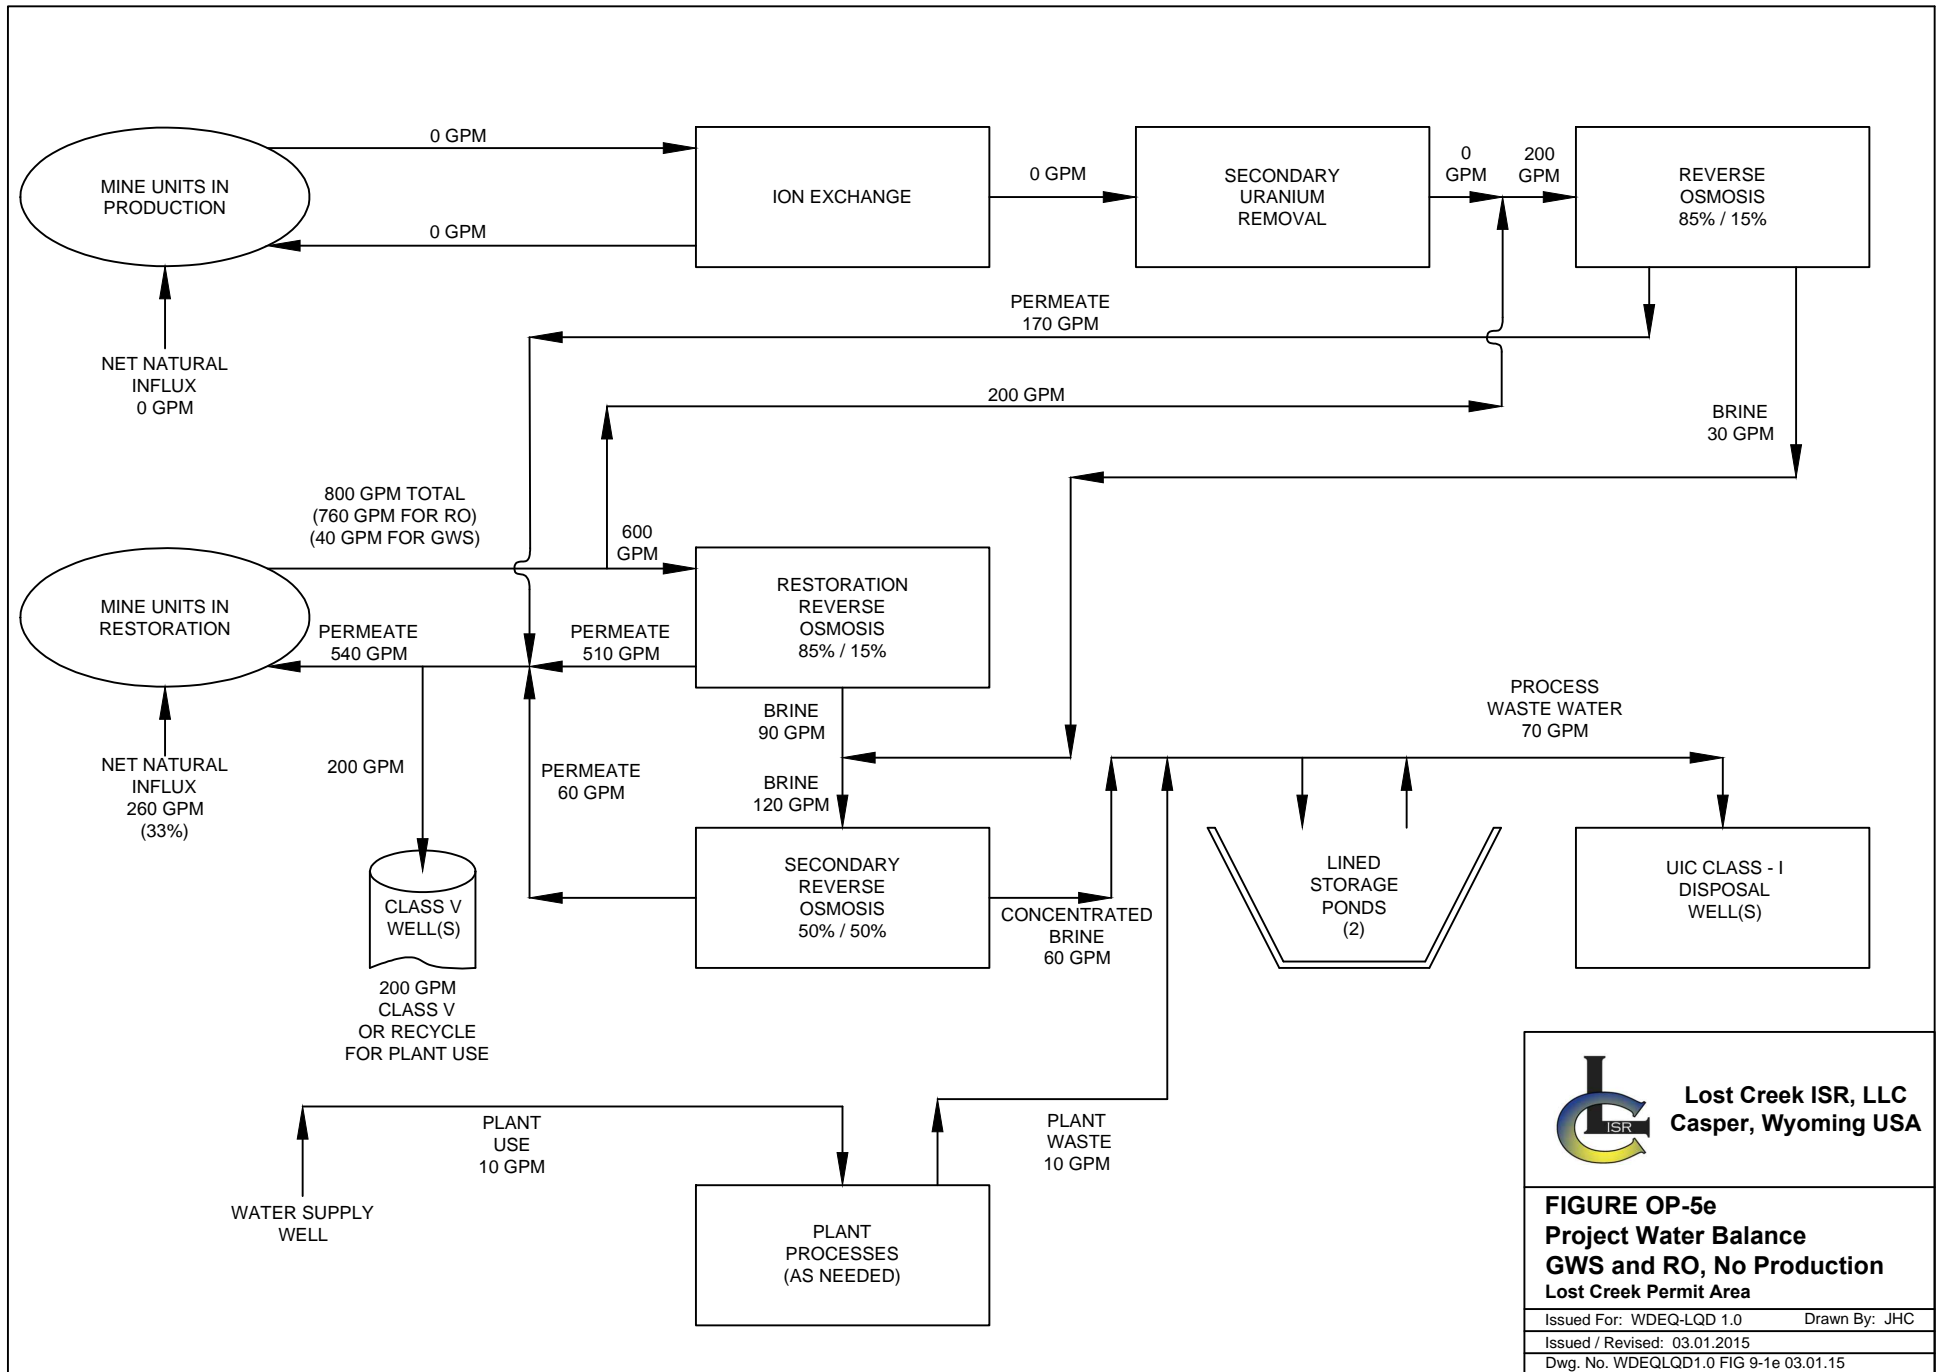 0 GPM
MINE UNITS IN
PRODUCTION
0 GPM
NET NATURAL
INFLUX
0 GPM
ION EXCHANGE
0 GPM
SECONDARY
URANIUM
REMOVAL
0
GPM
200
GPM
REVERSE
OSMOSIS
85% / 15%
PERMEATE
170 GPM
200 GPM
BRINE
30 GPM
800 GPM TOTAL
(760 GPM FOR RO)
(40 GPM FOR GWS)
600
GPM
MINE UNITS IN
RESTORATION
RESTORATION
REVERSE
OSMOSIS
85% / 15%
PERMEATE
540 GPM
PERMEATE
510 GPM
NET NATURAL
INFLUX
260 GPM
(33%)
200 GPM
PERMEATE
60 GPM
BRINE
90 GPM
BRINE
120 GPM
PROCESS
WASTE WATER
70 GPM
CLASS V
WELL(S)
200 GPM
CLASS V
OR RECYCLE
FOR PLANT USE
SECONDARY
REVERSE
OSMOSIS
50% / 50%
CONCENTRATED
BRINE
60 GPM
LINED
STORAGE
PONDS
(2)
UIC CLASS - I
DISPOSAL
WELL(S)
WATER SUPPLY
WELL
PLANT
USE
10 GPM
PLANT
PROCESSES
(AS NEEDED)
PLANT
WASTE
10 GPM
LC ISR
Lost Creek ISR, LLC
Casper, Wyoming USA
FIGURE OP-5e
Project Water Balance
GWS and RO, No Production
Lost Creek Permit Area
Issued For: WDEQ-LQD 1.0 Drawn By: JHC
Issued / Revised: 03.01.2015
Dwg. No. WDEQLQD1.0 FIG 9-1e 03.01.15